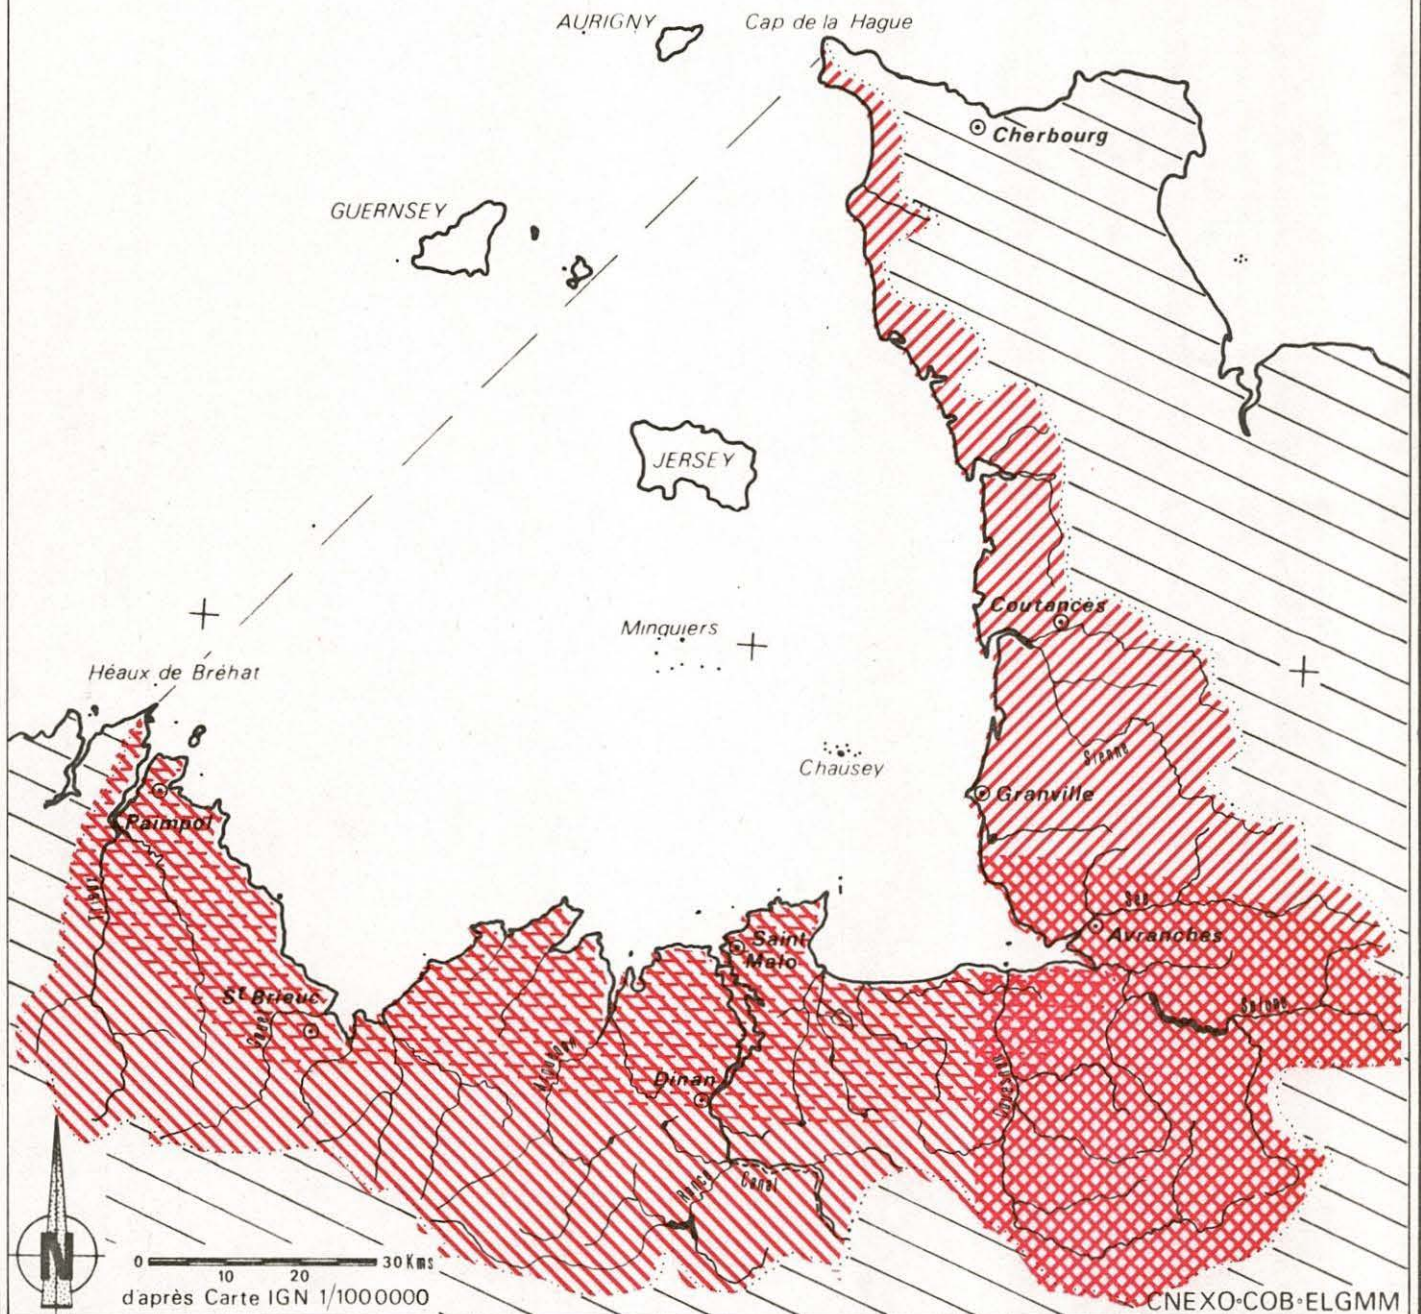 AURIGNY
Cap de la Hague
Cherbourg
GUERNSEY
JERSEY
Minquiers
Coutances
Héaux de Bréhat
Sienne
Chausey
Granville
Paimpol
Sée
Avranches
Saint
Malo
St Brieuc
Sélune
Arguenon
Dinan
Rance
Canal
N
0 10 20 30 Kms
d'après Carte IGN 1/1000000
CNEXO-COB-ELGMM